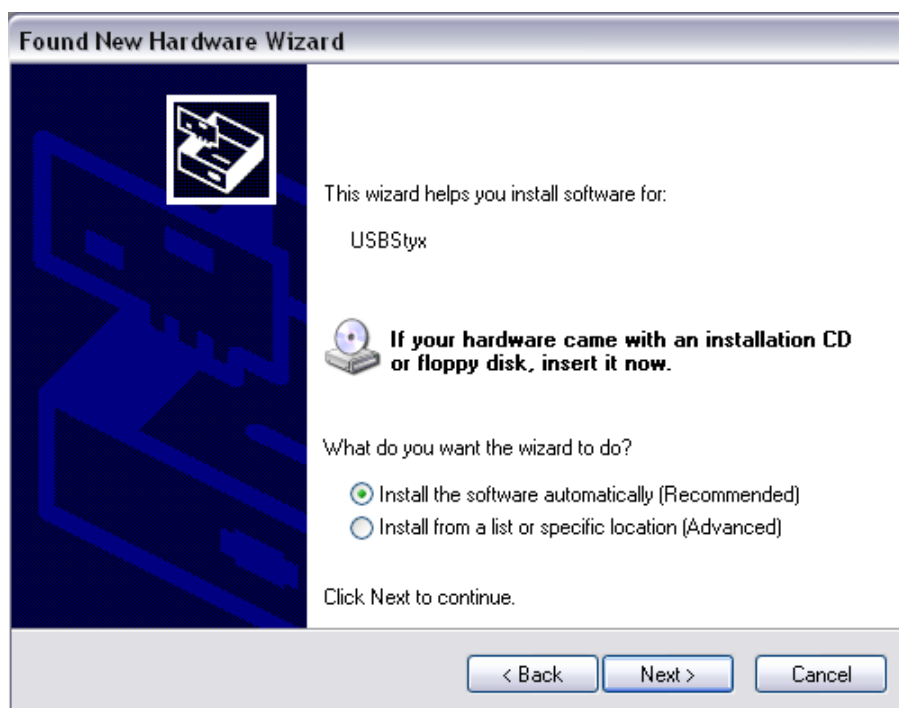 Found New Hardware Wizard
This wizard helps you install software for:
USBStyx
If your hardware came with an installation CD
or floppy disk, insert it now.
What do you want the wizard to do?
Install the software automatically (Recommended)
Install from a list or specific location (Advanced)
Click Next to continue.
< Back Next > Cancel